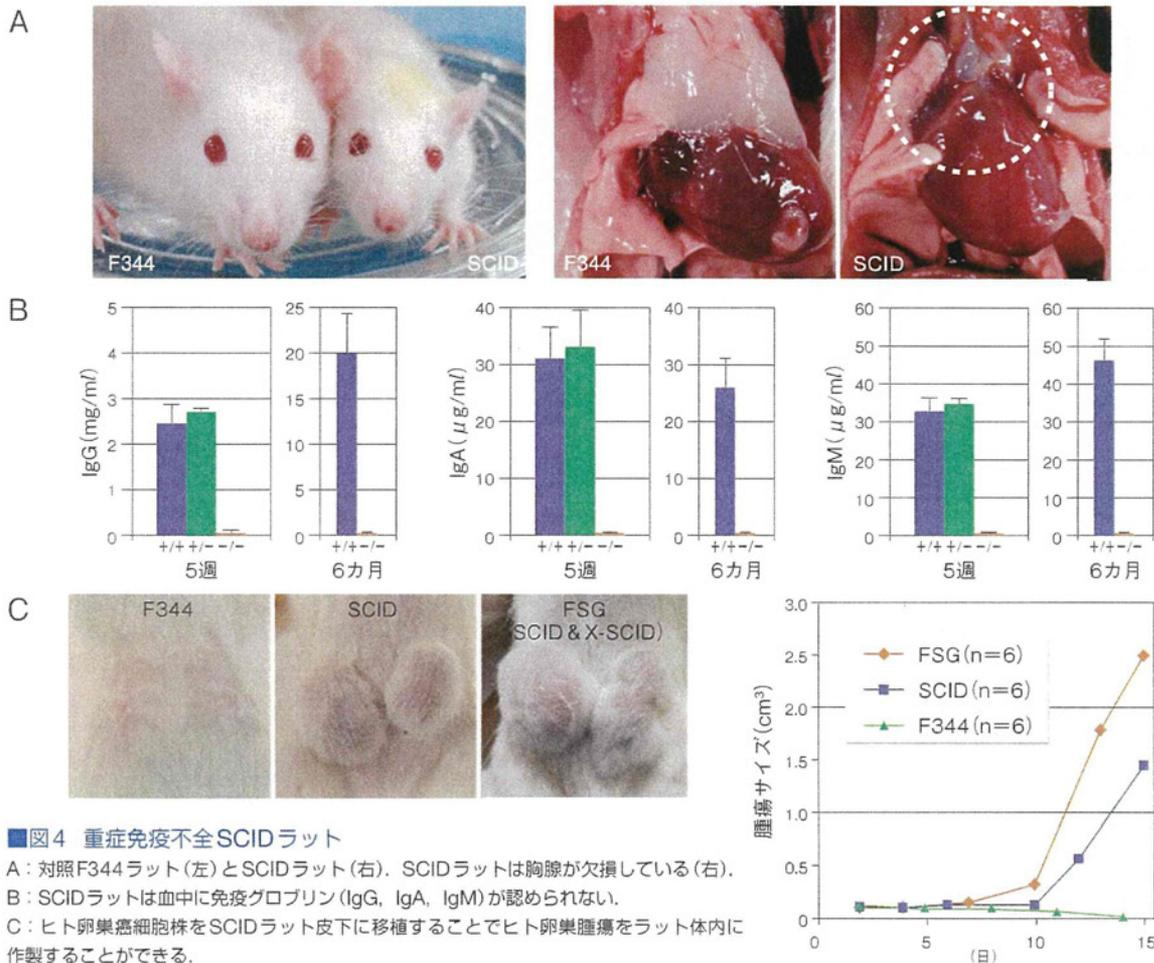 A
F344
SCID
F344
SCID
B
IgG(mg/ml)
5
4
3
2
1
0
+/+ +/- -/-
5週
25
20
15
10
5
0
+/+ -/-
6カ月
IgA(μg/ml)
40
30
20
10
0
+/+ +/- -/-
5週
40
30
20
10
0
+/+ -/-
6カ月
IgM(μg/ml)
60
50
40
30
20
10
0
+/+ +/- -/-
5週
60
50
40
30
20
10
0
+/+ -/-
6カ月
C
F344
SCID
FSG
SCID & X-SCID)
腫瘍サイズ(cm³)
3.0
2.5
2.0
1.5
1.0
0.5
0
FSG(n=6)
SCID(n=6)
F344(n=6)
0
5
10
15
(日)
■図4 重症免疫不全SCIDラット
A：対照F344ラット(左)とSCIDラット(右)．SCIDラットは胸腺が欠損している(右)．
B：SCIDラットは血中に免疫グロブリン(IgG，IgA，IgM)が認められない．
C：ヒト卵巣癌細胞株をSCIDラット皮下に移植することでヒト卵巣腫瘍をラット体内に
作製することができる．